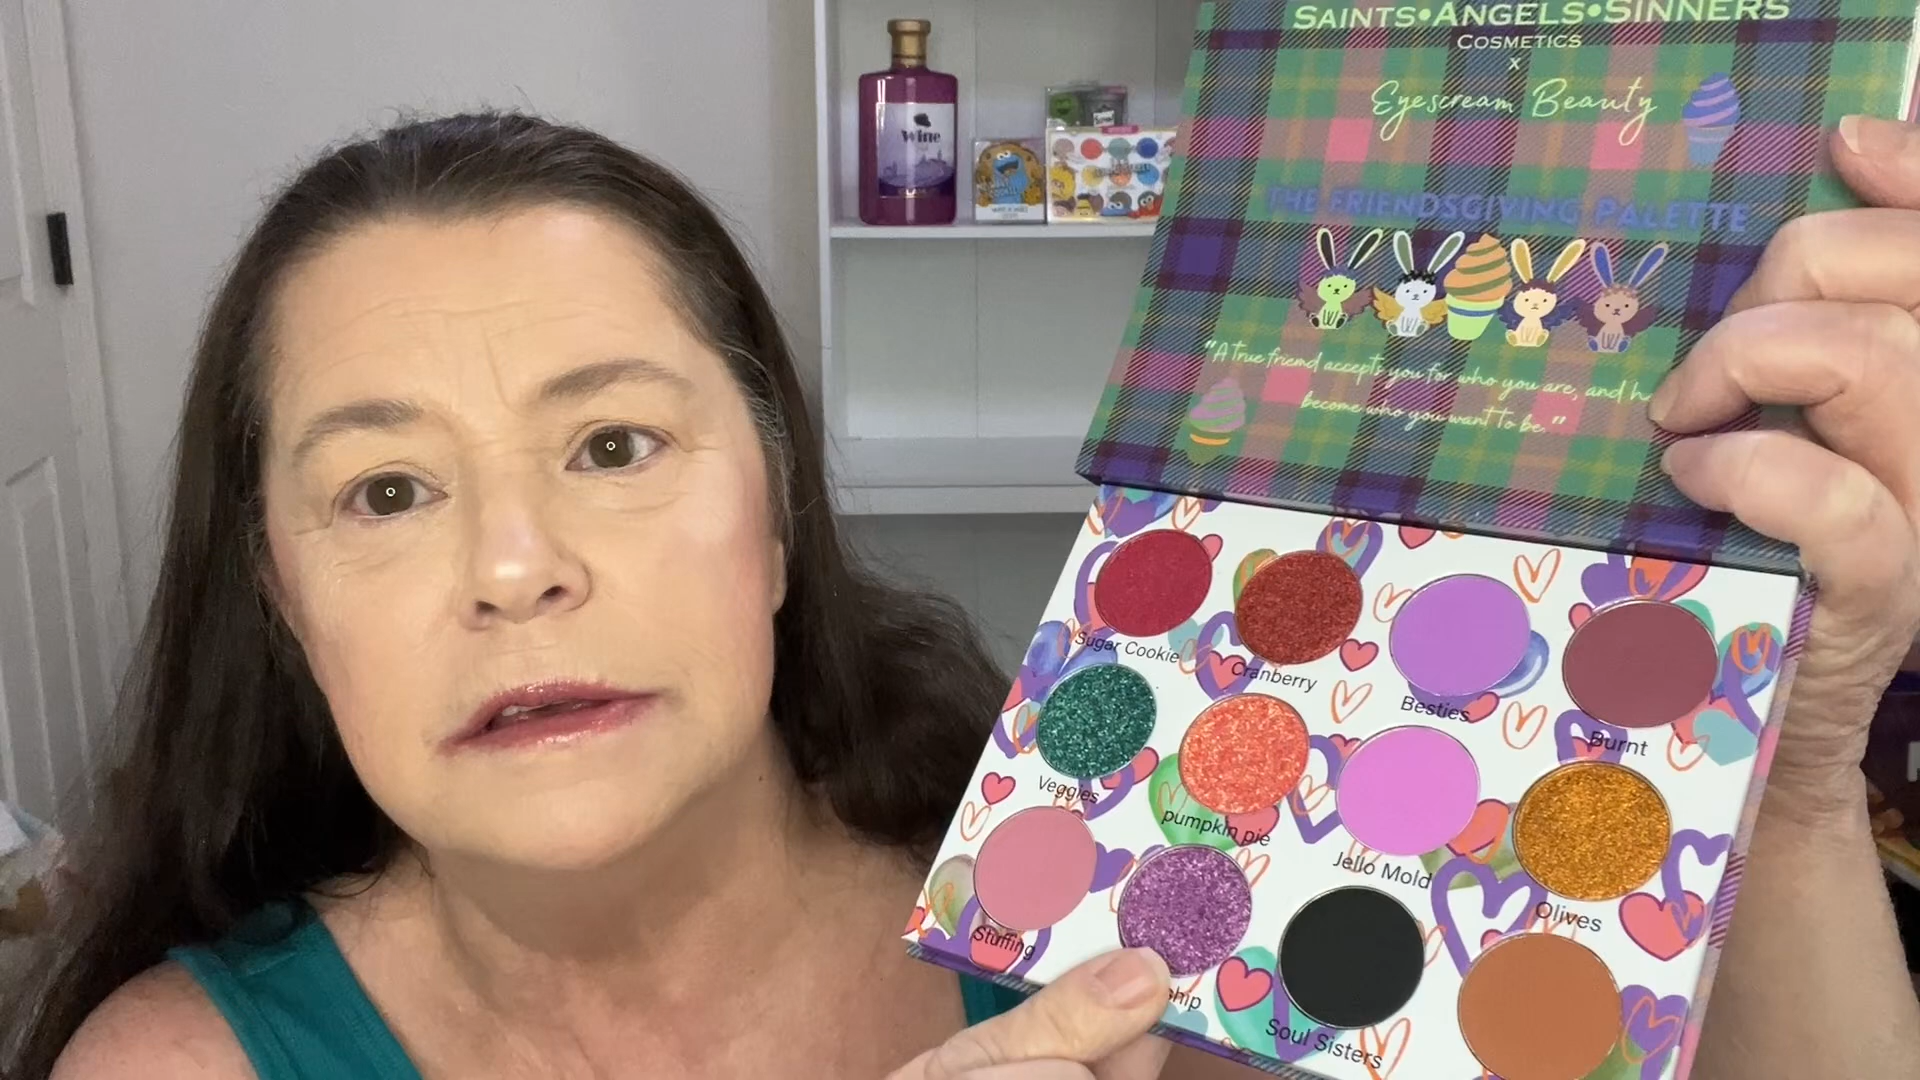 SAINTS•ANGELS•SINNERS
COSMETICS
x
Eyescream Beauty
THE FRIENDSGIVING PALETTE
"A true friend accepts you for who you are, and h
become who you want to be."
Wine
Sugar Cookie
Cranberry
Besties
Burnt
Veggies
pumpkin pie
Jello Mold
Olives
Stuffing
ship
Soul Sisters